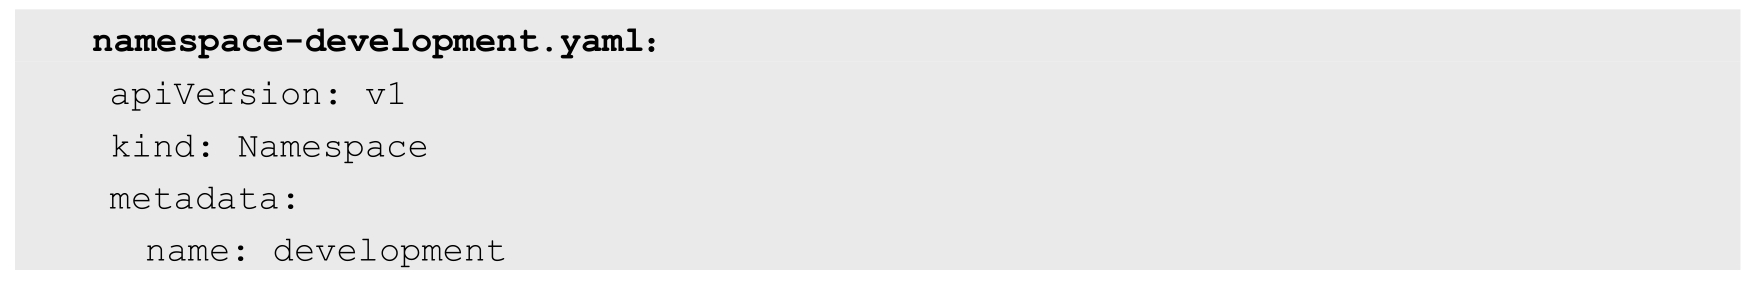 namespace-development.yaml:
apiVersion: v1
kind: Namespace
metadata:
  name: development